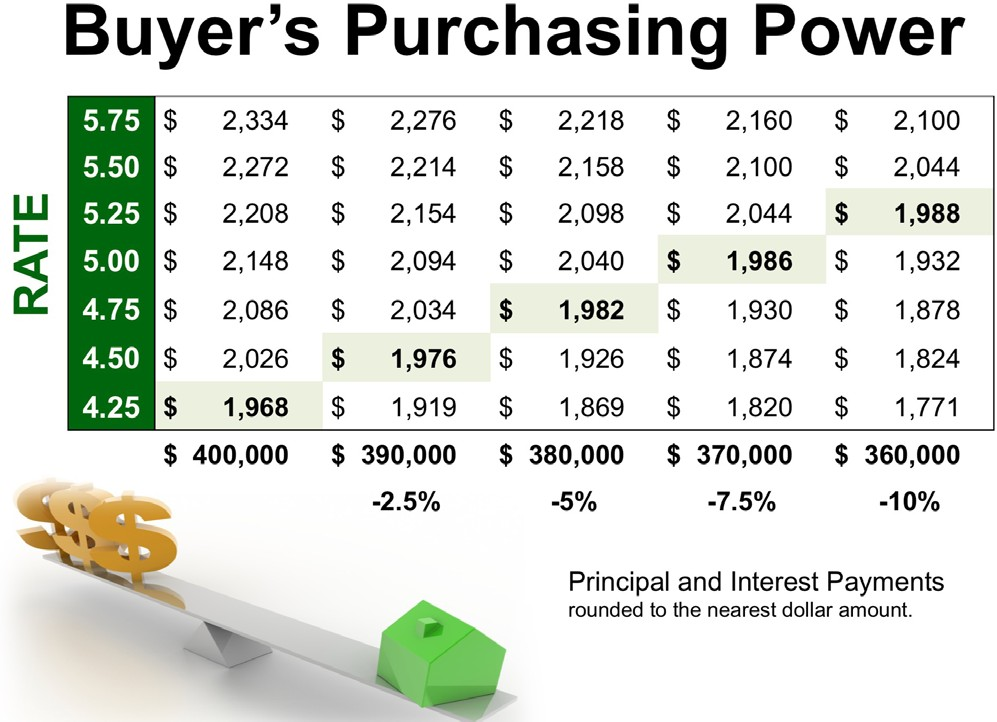 Buyer's Purchasing Power
RATE
5.75 $ 2,334 $ 2,276 $ 2,218 $ 2,160 $ 2,100
5.50 $ 2,272 $ 2,214 $ 2,158 $ 2,100 $ 2,044
5.25 $ 2,208 $ 2,154 $ 2,098 $ 2,044 $ 1,988
5.00 $ 2,148 $ 2,094 $ 2,040 $ 1,986 $ 1,932
4.75 $ 2,086 $ 2,034 $ 1,982 $ 1,930 $ 1,878
4.50 $ 2,026 $ 1,976 $ 1,926 $ 1,874 $ 1,824
4.25 $ 1,968 $ 1,919 $ 1,869 $ 1,820 $ 1,771
$ 400,000 $ 390,000 $ 380,000 $ 370,000 $ 360,000
-2.5% -5% -7.5% -10%
$$$
Principal and Interest Payments
rounded to the nearest dollar amount.